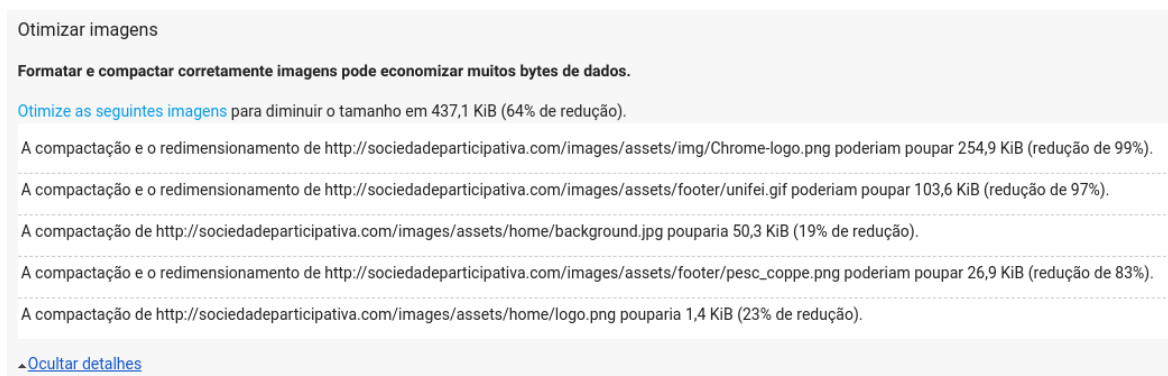 Otimizar imagens
Formatar e compactar corretamente imagens pode economizar muitos bytes de dados.
Otimize as seguintes imagens para diminuir o tamanho em 437,1 KiB (64% de redução).
A compactação e o redimensionamento de http://sociedadeparticipativa.com/images/assets/img/Chrome-logo.png poderiam poupar 254,9 KiB (redução de 99%).
A compactação e o redimensionamento de http://sociedadeparticipativa.com/images/assets/footer/unifei.gif poderiam poupar 103,6 KiB (redução de 97%).
A compactação de http://sociedadeparticipativa.com/images/assets/home/background.jpg pouparia 50,3 KiB (19% de redução).
A compactação e o redimensionamento de http://sociedadeparticipativa.com/images/assets/footer/pesc_coppe.png poderiam poupar 26,9 KiB (redução de 83%).
A compactação de http://sociedadeparticipativa.com/images/assets/home/logo.png pouparia 1,4 KiB (23% de redução).
Ocultar detalhes